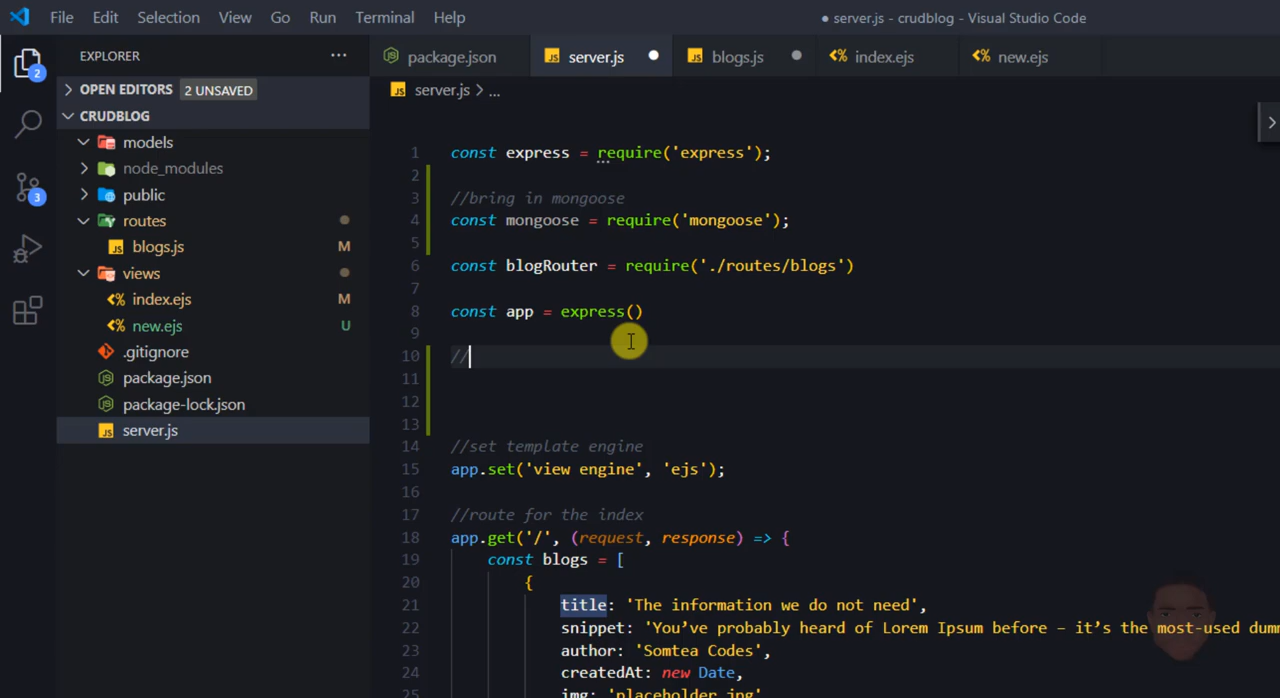 File Edit Selection View Go Run Terminal Help
● server.js - crudblog - Visual Studio Code
EXPLORER ...
package.json server.js blogs.js index.ejs new.ejs
2
OPEN EDITORS 2 UNSAVED
server.js > ...
CRUDBLOG
models
node_modules
public
3
routes
blogs.js M
views
index.ejs M
new.ejs U
.gitignore
package.json
package-lock.json
server.js
1 const express = require('express');
2
3 //bring in mongoose
4 const mongoose = require('mongoose');
5
6 const blogRouter = require('./routes/blogs')
7
8 const app = express()
9
10 //
11
12
13
14 //set template engine
15 app.set('view engine', 'ejs');
16
17 //route for the index
18 app.get('/', (request, response) => {
19 const blogs = [
20 {
21 title: 'The information we do not need',
22 snippet: 'You’ve probably heard of Lorem Ipsum before – it’s the most-used dum
23 author: 'Somtea Codes',
24 createdAt: new Date,
25 img: 'placeholder.jpg'